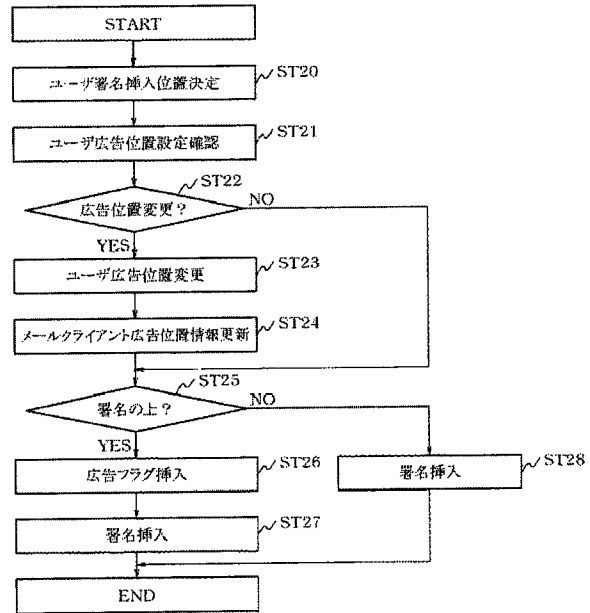 START
ユーザ署名挿入位置決定
ST20
ユーザ広告位置設定確認
ST21
ST22
広告位置変更?
NO
YES
ユーザ広告位置変更
ST23
メールクライアント広告位置情報更新
ST24
ST25
署名の上?
NO
YES
広告フラグ挿入
ST26
署名挿入
ST28
署名挿入
ST27
END